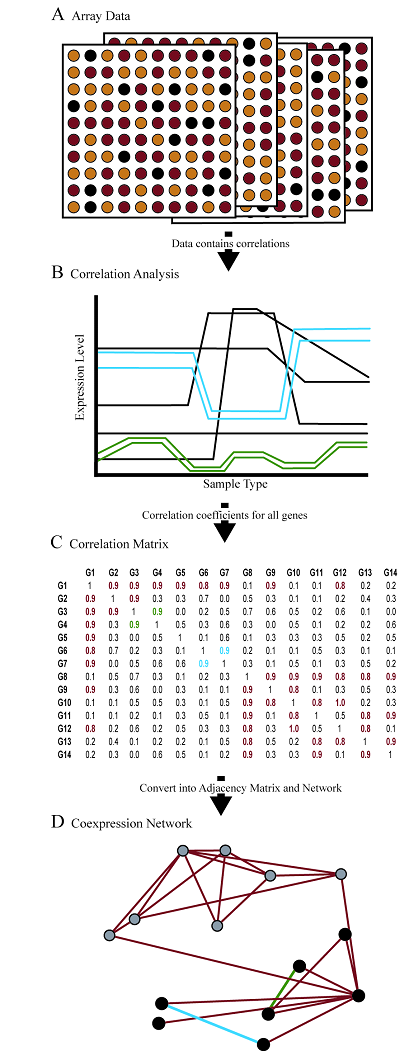 A Array Data
Data contains correlations
B Correlation Analysis
Expression Level
Sample Type
Correlation coefficients for all genes
C Correlation Matrix
G1 G2 G3 G4 G5 G6 G7 G8 G9 G10 G11 G12 G13 G14
G1 1 0.9 0.9 0.9 0.9 0.8 0.9 0.1 0.9 0.1 0.1 0.8 0.2 0.2
G2 0.9 1 0.9 0.3 0.3 0.7 0.0 0.5 0.3 0.1 0.1 0.2 0.4 0.3
G3 0.9 0.9 1 0.9 0.0 0.2 0.5 0.7 0.6 0.5 0.2 0.6 0.1 0.0
G4 0.9 0.3 0.9 1 0.5 0.3 0.6 0.3 0.0 0.5 0.1 0.2 0.2 0.6
G5 0.9 0.3 0.0 0.5 1 0.1 0.6 0.1 0.3 0.3 0.3 0.5 0.2 0.5
G6 0.8 0.7 0.2 0.3 0.1 1 0.9 0.2 0.1 0.5 0.5 0.3 0.1 0.1
G7 0.9 0.0 0.5 0.6 0.6 0.9 1 0.3 0.1 0.5 0.1 0.3 0.5 0.2
G8 0.1 0.5 0.7 0.3 0.1 0.2 0.3 1 0.9 0.9 0.9 0.8 0.8 0.9
G9 0.9 0.3 0.6 0.0 0.3 0.1 0.1 0.9 1 0.8 0.1 0.3 0.5 0.3
G10 0.1 0.1 0.5 0.5 0.3 0.5 0.5 0.9 0.8 1 0.8 1.0 0.2 0.3
G11 0.1 0.1 0.2 0.1 0.3 0.5 0.1 0.9 0.1 0.8 1 0.5 0.8 0.9
G12 0.8 0.2 0.6 0.2 0.5 0.3 0.3 0.8 0.3 1.0 0.5 1 0.8 0.1
G13 0.2 0.4 0.1 0.2 0.2 0.1 0.5 0.8 0.5 0.2 0.8 0.8 1 0.9
G14 0.2 0.3 0.0 0.6 0.5 0.1 0.2 0.9 0.3 0.3 0.9 0.1 0.9 1
Convert into Adjacency Matrix and Network
D Coexpression Network